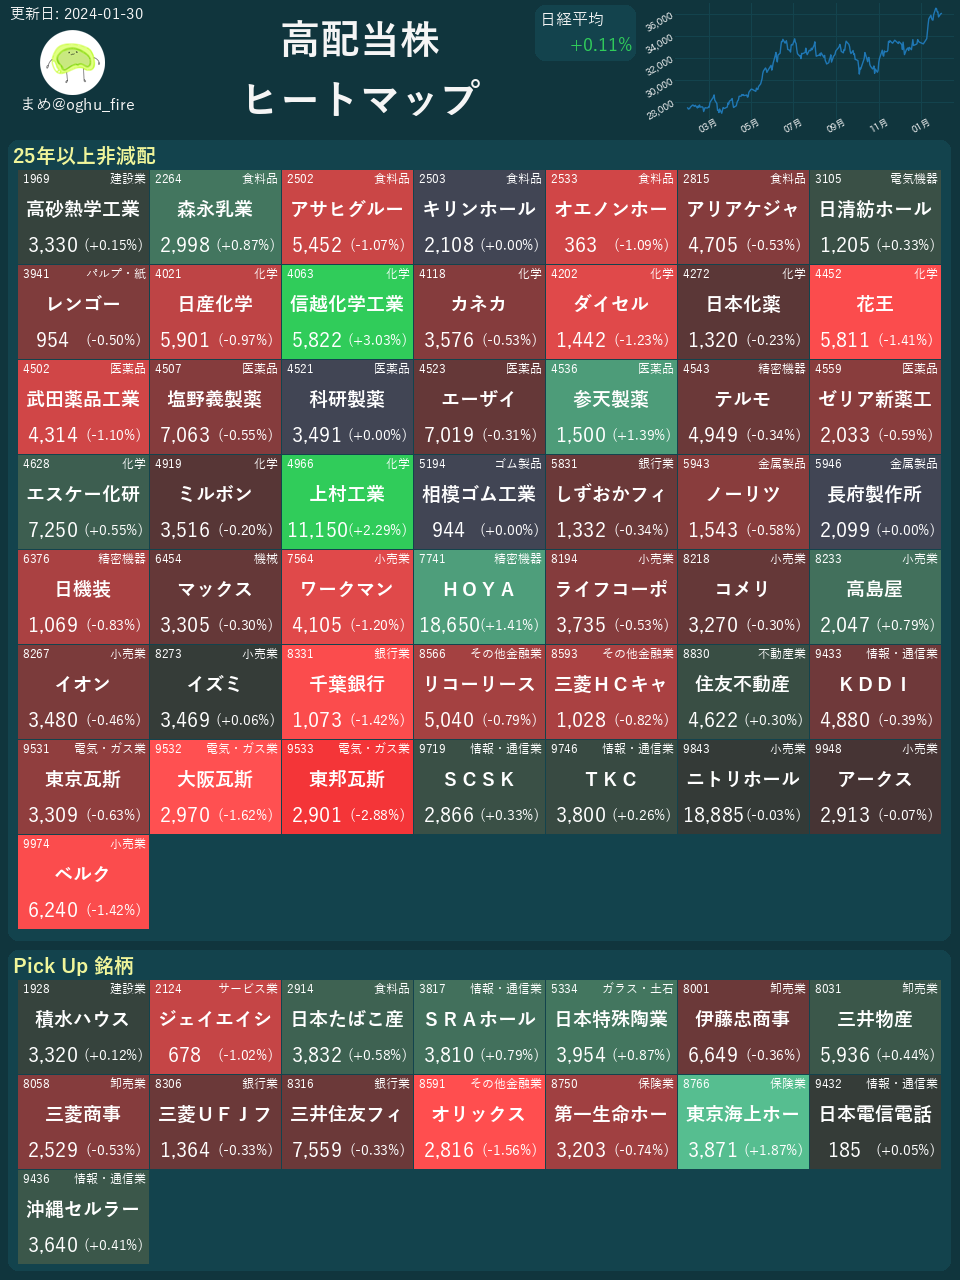 更新日: 2024-01-30
まめ@oghu_fire
高配当株
ヒートマップ
日経平均
+0.11%
36,000
34,000
32,000
30,000
28,000
03月 05月 07月 09月 11月 01月
25年以上非減配
1969 建設業 2264 食料品 2502 食料品 2503 食料品 2533 食料品 2815 食料品 3105 電気機器
高砂熱学工業 森永乳業 アサヒグルー キリンホール オエノンホー アリアケジャ 日清紡ホール
3,330 (+0.15%) 2,998 (+0.87%) 5,452 (-1.07%) 2,108 (+0.00%) 363 (-1.09%) 4,705 (-0.53%) 1,205 (+0.33%)
3941 パルプ・紙 4021 化学 4063 化学 4118 化学 4202 化学 4272 化学 4452 化学
レンゴー 日産化学 信越化学工業 カネカ ダイセル 日本化薬 花王
954 (-0.50%) 5,901 (-0.97%) 5,822 (+3.03%) 3,576 (-0.53%) 1,442 (-1.23%) 1,320 (-0.23%) 5,811 (-1.41%)
4502 医薬品 4507 医薬品 4521 医薬品 4523 医薬品 4536 医薬品 4543 精密機器 4559 医薬品
武田薬品工業 塩野義製薬 科研製薬 エーザイ 参天製薬 テルモ ゼリア新薬工
4,314 (-1.10%) 7,063 (-0.55%) 3,491 (+0.00%) 7,019 (-0.31%) 1,500 (+1.39%) 4,949 (-0.34%) 2,033 (-0.59%)
4628 化学 4919 化学 4966 化学 5194 ゴム製品 5831 銀行業 5943 金属製品 5946 金属製品
エスケー化研 ミルボン 上村工業 相模ゴム工業 しずおかフィ ノーリツ 長府製作所
7,250 (+0.55%) 3,516 (-0.20%) 11,150(+2.29%) 944 (+0.00%) 1,332 (-0.34%) 1,543 (-0.58%) 2,099 (+0.00%)
6376 精密機器 6454 機械 7564 小売業 7741 精密機器 8194 小売業 8218 小売業 8233 小売業
日機装 マックス ワークマン ＨＯＹＡ ライフコーポ コメリ 高島屋
1,069 (-0.83%) 3,305 (-0.30%) 4,105 (-1.20%) 18,650(+1.41%) 3,735 (-0.53%) 3,270 (-0.30%) 2,047 (+0.79%)
8267 小売業 8273 小売業 8331 銀行業 8566 その他金融業 8593 その他金融業 8830 不動産業 9433 情報・通信業
イオン イズミ 千葉銀行 リコーリース 三菱ＨＣキャ 住友不動産 ＫＤＤＩ
3,480 (-0.46%) 3,469 (+0.06%) 1,073 (-1.42%) 5,040 (-0.79%) 1,028 (-0.82%) 4,622 (+0.30%) 4,880 (-0.39%)
9531 電気・ガス業 9532 電気・ガス業 9533 電気・ガス業 9719 情報・通信業 9746 情報・通信業 9843 小売業 9948 小売業
東京瓦斯 大阪瓦斯 東邦瓦斯 ＳＣＳＫ ＴＫＣ ニトリホール アークス
3,309 (-0.63%) 2,970 (-1.62%) 2,901 (-2.88%) 2,866 (+0.33%) 3,800 (+0.26%) 18,885(-0.03%) 2,913 (-0.07%)
9974 小売業
ベルク
6,240 (-1.42%)
Pick Up 銘柄
1928 建設業 2124 サービス業 2914 食料品 3817 情報・通信業 5334 ガラス・土石 8001 卸売業 8031 卸売業
積水ハウス ジェイエイシ 日本たばこ産 ＳＲＡホール 日本特殊陶業 伊藤忠商事 三井物産
3,320 (+0.12%) 678 (-1.02%) 3,832 (+0.58%) 3,810 (+0.79%) 3,954 (+0.87%) 6,649 (-0.36%) 5,936 (+0.44%)
8058 卸売業 8306 銀行業 8316 銀行業 8591 その他金融業 8750 保険業 8766 保険業 9432 情報・通信業
三菱商事 三菱ＵＦＪフ 三井住友フィ オリックス 第一生命ホー 東京海上ホー 日本電信電話
2,529 (-0.53%) 1,364 (-0.33%) 7,559 (-0.33%) 2,816 (-1.56%) 3,203 (-0.74%) 3,871 (+1.87%) 185 (+0.05%)
9436 情報・通信業
沖縄セルラー
3,640 (+0.41%)